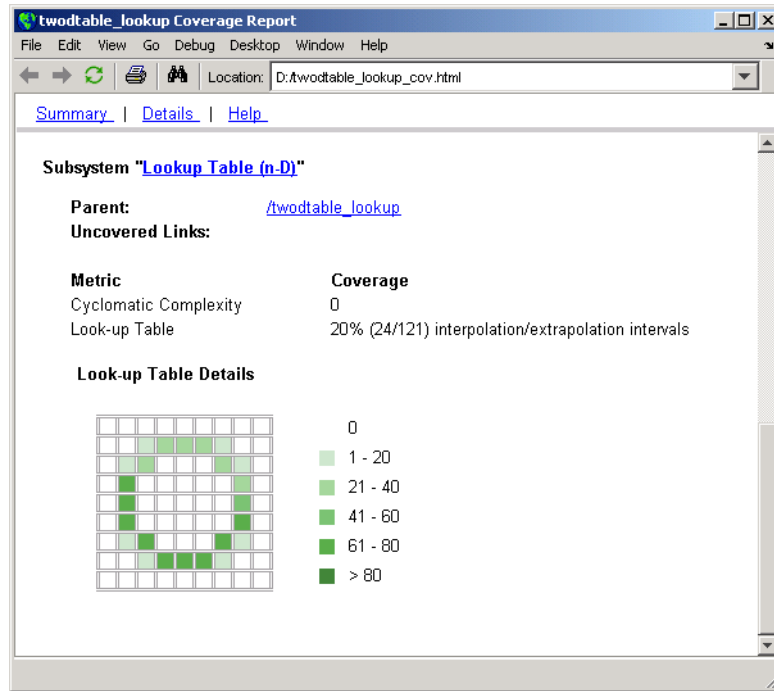 twodtable_lookup Coverage Report
File Edit View Go Debug Desktop Window Help
Location: D:/twodtable_lookup_cov.html
Summary | Details | Help
Subsystem "Lookup Table (n-D)"
Parent: /twodtable_lookup
Uncovered Links:
Metric Coverage
Cyclomatic Complexity 0
Look-up Table 20% (24/121) interpolation/extrapolation intervals
Look-up Table Details
0
1 - 20
21 - 40
41 - 60
61 - 80
> 80